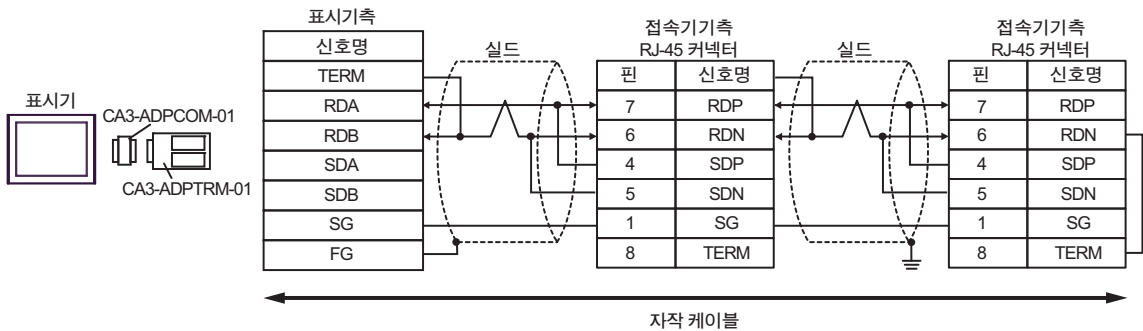 표시기
CA3-ADPCOM-01
CA3-ADPTRM-01
표시기측
신호명
TERM
RDA
RDB
SDA
SDB
SG
FG
실드
접속기기측
RJ-45 커넥터
핀 신호명
7 RDP
6 RDN
4 SDP
5 SDN
1 SG
8 TERM
실드
접속기기측
RJ-45 커넥터
핀 신호명
7 RDP
6 RDN
4 SDP
5 SDN
1 SG
8 TERM
자작 케이블